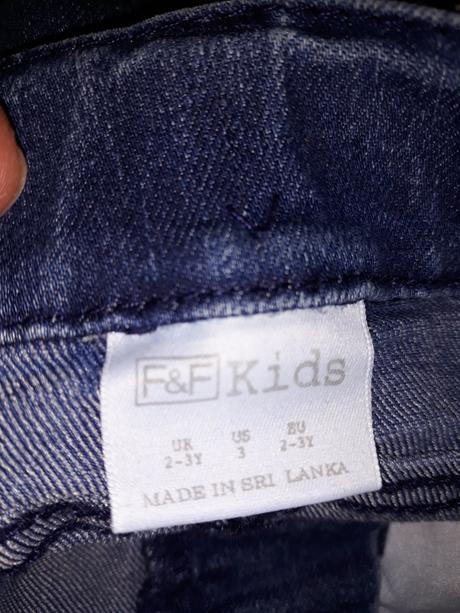 F&F Kids
UK US EU
2-3Y 3 2-3Y
MADE IN SRI LANKA